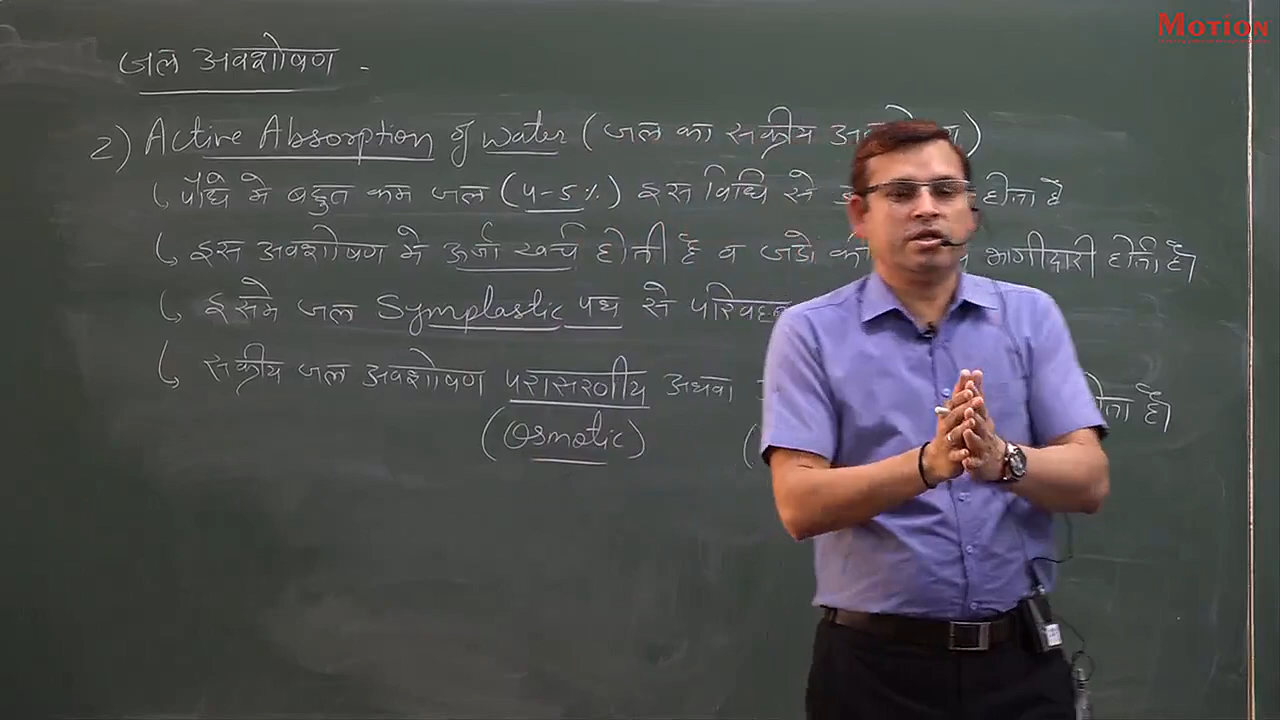 MOTION
जल अवशोषण -
2) Active Absorption of water (जल का सक्रीय
पौधे मे बहुत कम जल (4-5%) इस विधि से होता है
इस अवशोषण मे ऊर्जा खर्च होती है व जडो की भागीदारी होती है।
इसमे जल Symplastic पथ से परिवहन
सक्रीय जल अवशोषण परासरणीय अथवा है।
(Osmotic) (